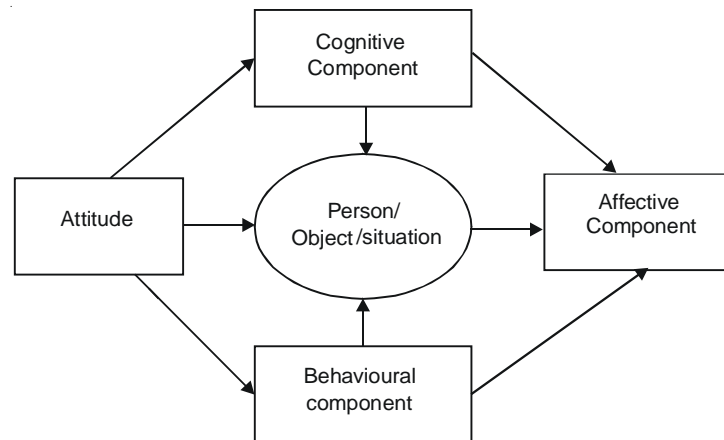 Cognitive
Component
Attitude
Person/
Object/situation
Affective
Component
Behavioural
component